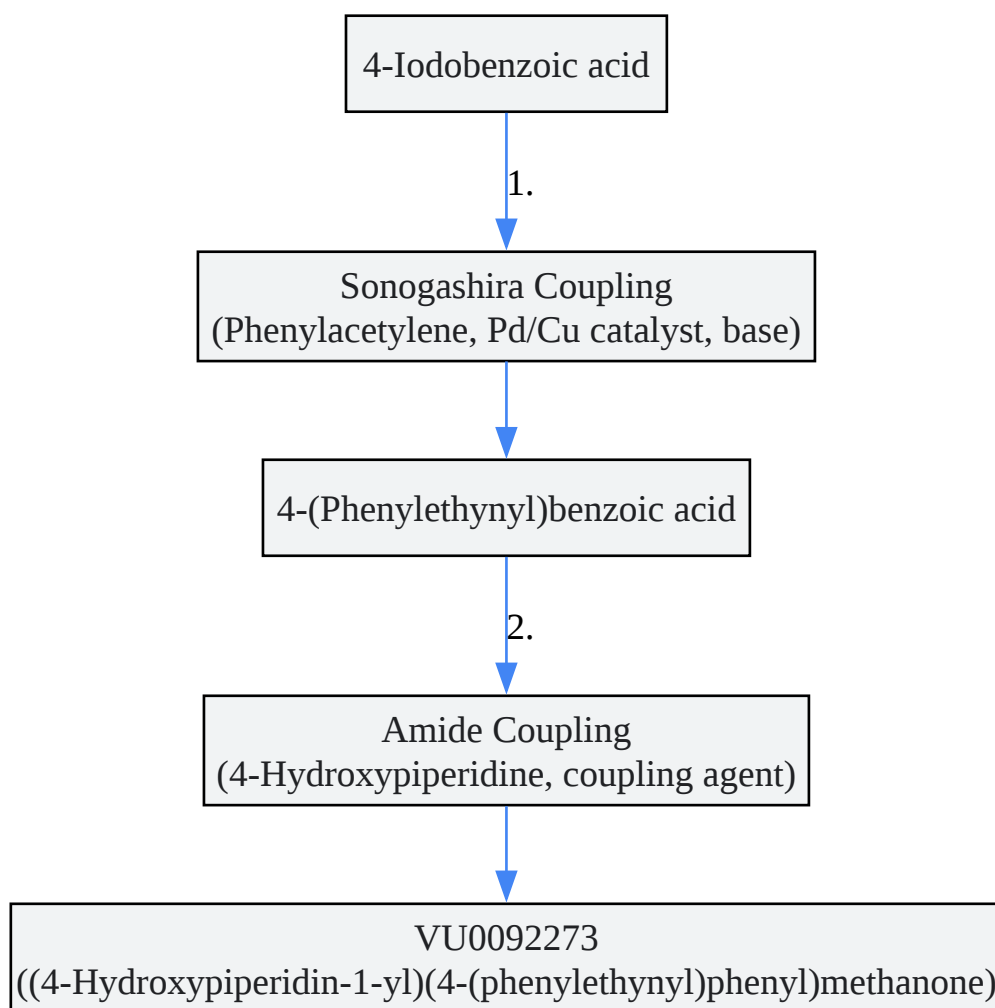 4-Iodobenzoic acid
1.
Sonogashira Coupling
(Phenylacetylene, Pd/Cu catalyst, base)
4-(Phenylethynyl)benzoic acid
2.
Amide Coupling
(4-Hydroxypiperidine, coupling agent)
VU0092273
((4-Hydroxypiperidin-1-yl)(4-(phenylethynyl)phenyl)methanone)